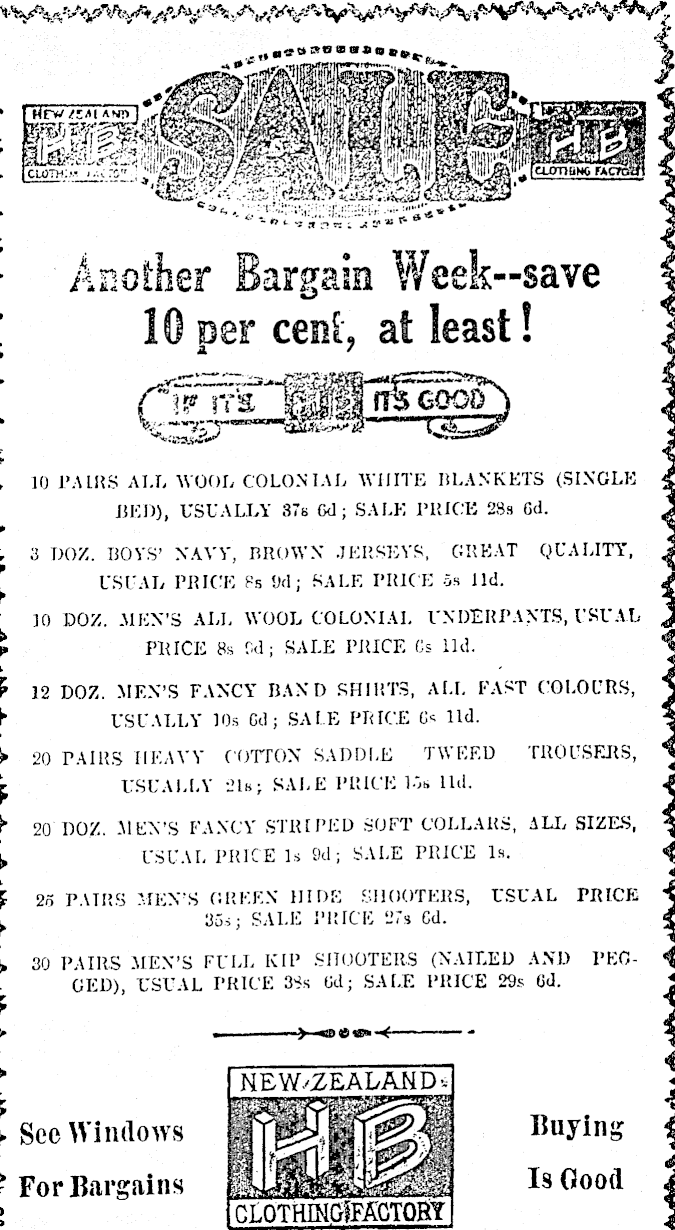 SALE
NEW ZEALAND
HB
CLOTHING FACTORY
HB
CLOTHING FACTORY
Another Bargain Week--save
10 per cent, at least!
"IF IT'S
IT'S GOOD
10 PAIRS ALL WOOL COLONIAL WHITE BLANKETS (SINGLE
BED), USUALLY 37s 6d; SALE PRICE 28s 6d.
3 DOZ. BOYS' NAVY, BROWN JERSEYS, GREAT QUALITY,
USUAL PRICE 8s 9d; SALE PRICE 5s 11d.
10 DOZ. MEN'S ALL WOOL COLONIAL UNDERPANTS, USUAL
PRICE 8s 9d; SALE PRICE 6s 11d.
12 DOZ. MEN'S FANCY BAND SHIRTS, ALL FAST COLOURS,
USUALLY 10s 6d; SALE PRICE 6s 11d.
20 PAIRS HEAVY COTTON SADDLE TWEED TROUSERS,
USUALLY 21s; SALE PRICE 15s 11d.
20 DOZ. MEN'S FANCY STRIPED SOFT COLLARS, ALL SIZES,
USUAL PRICE 1s 9d; SALE PRICE 1s.
25 PAIRS MEN'S GREEN HIDE SHOOTERS, USUAL PRICE
35s; SALE PRICE 27s 6d.
30 PAIRS MEN'S FULL KIP SHOOTERS (NAILED AND PEG-
GED), USUAL PRICE 38s 6d; SALE PRICE 29s 6d.
See Windows
For Bargains
NEW ZEALAND
HB
CLOTHING FACTORY
Buying
Is Good